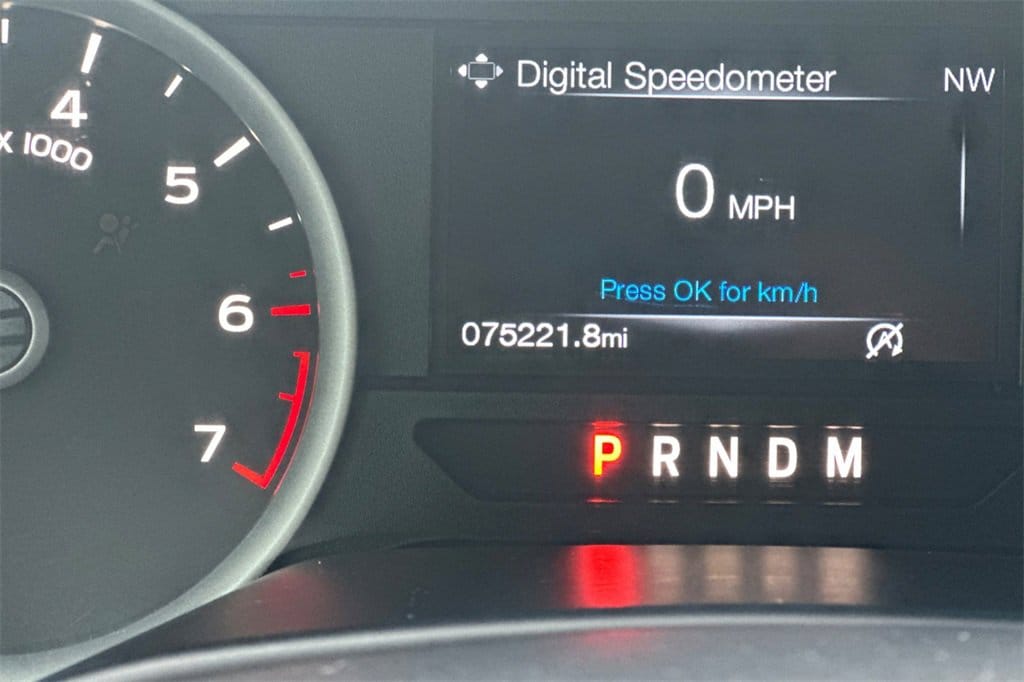 Digital Speedometer NW
4
X 1000
5
0 MPH
Press OK for km/h
6
075221.8mi
7
P R N D M